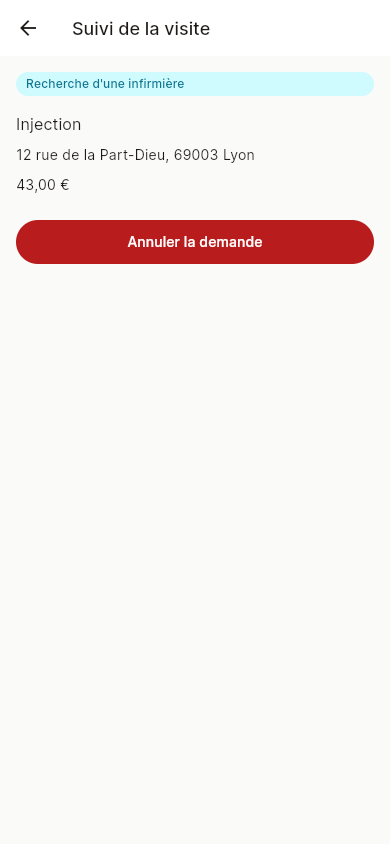 Suivi de la visite
Recherche d'une infirmière
Injection
12 rue de la Part-Dieu, 69003 Lyon
43,00 €
Annuler la demande